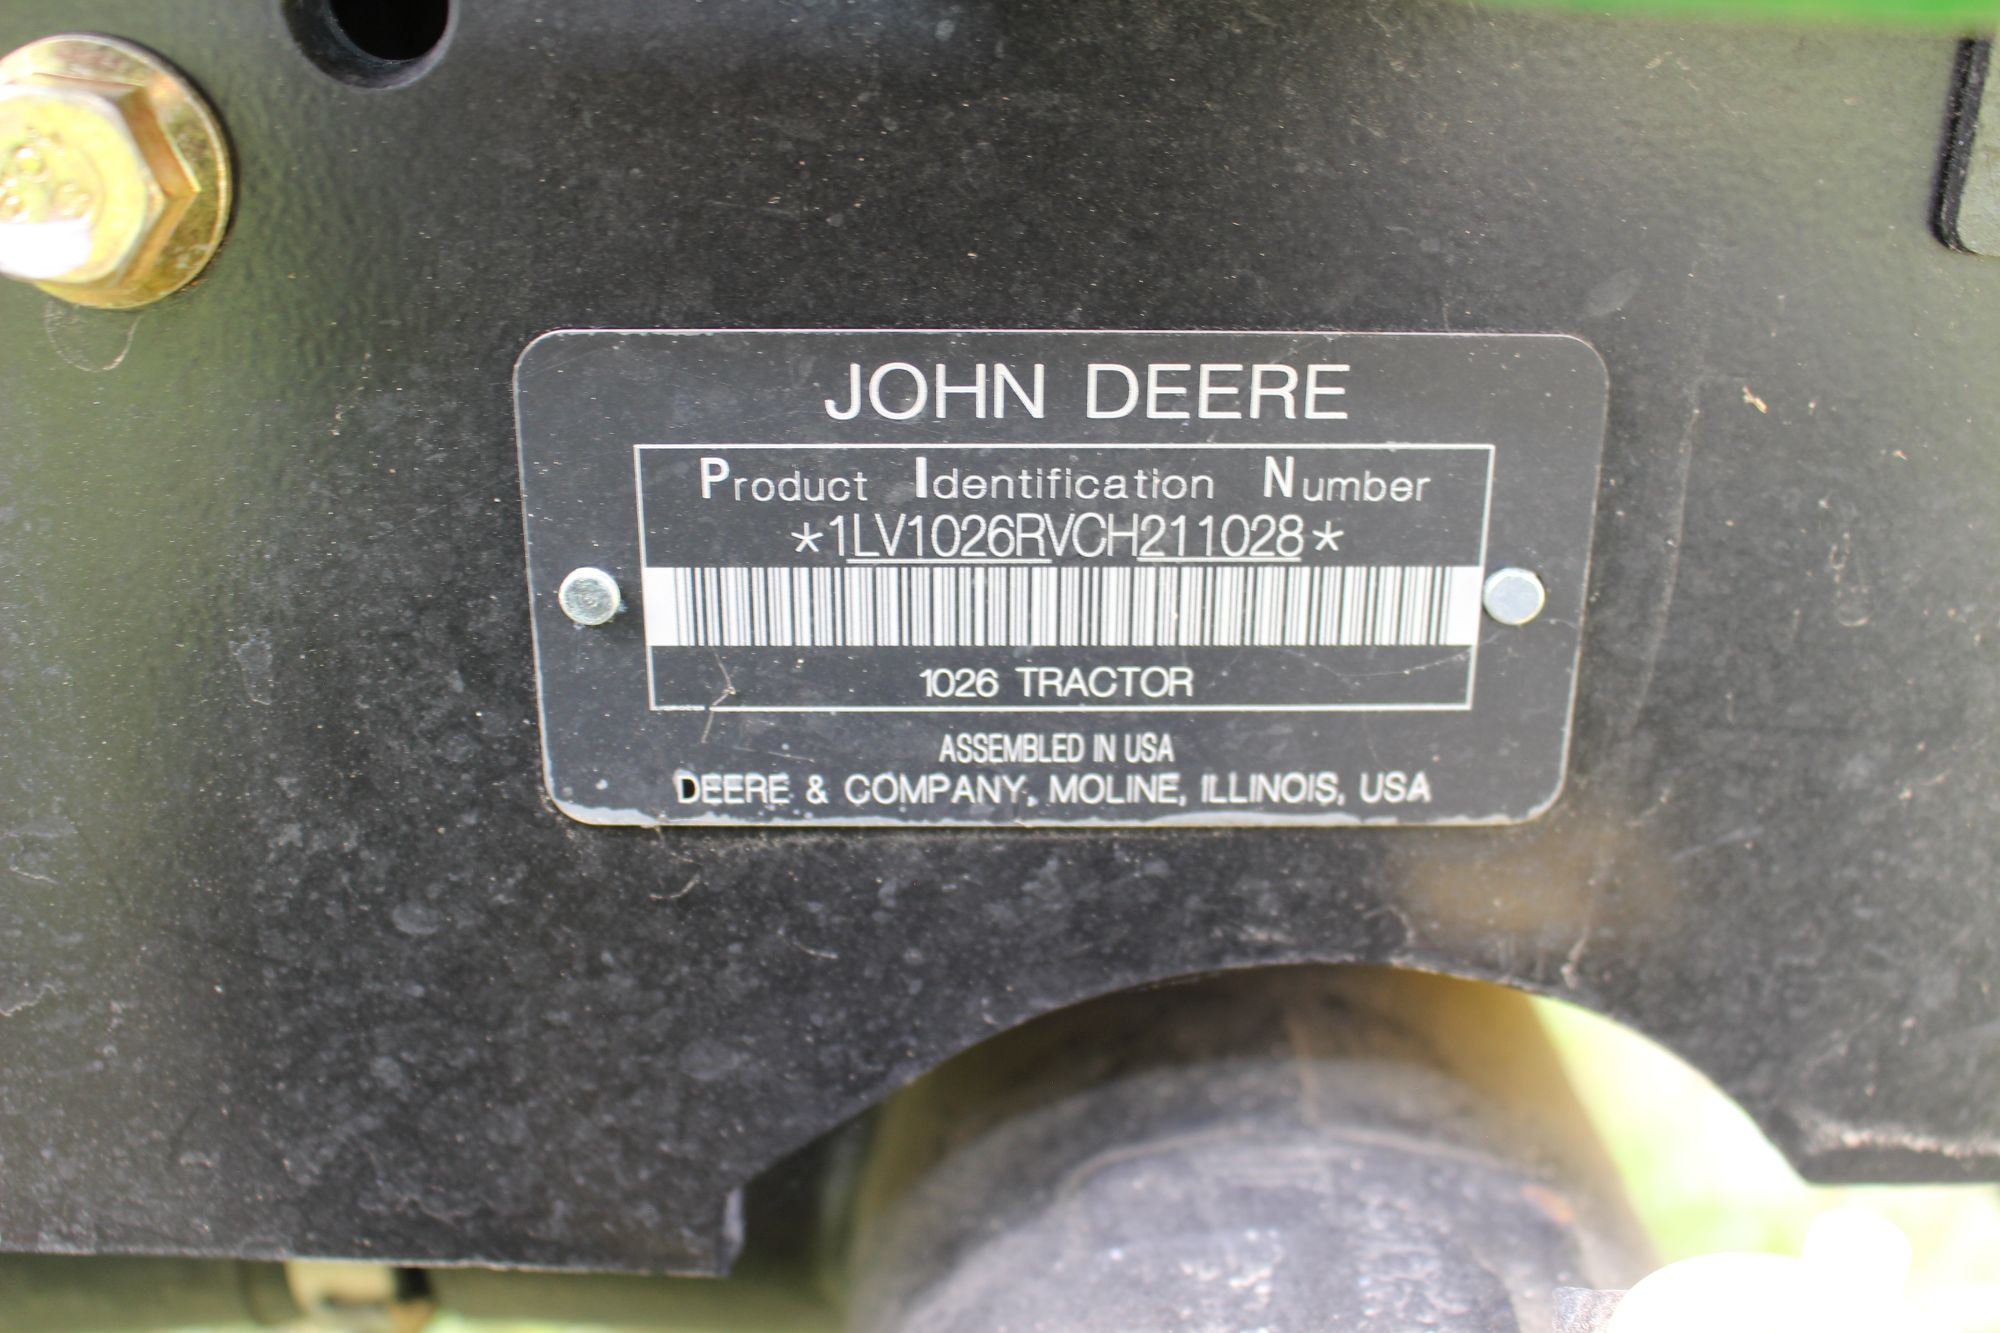 JOHN DEERE
Product Identification Number
*1LV1026RVCH211028*
1026 TRACTOR
ASSEMBLED IN USA
DEERE & COMPANY, MOLINE, ILLINOIS, USA